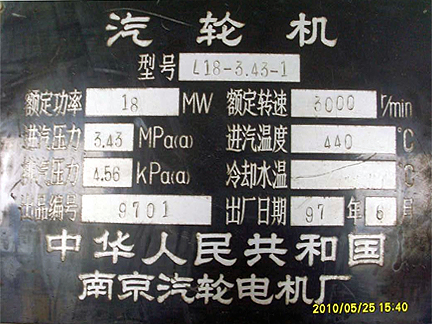 汽轮机
型号 L18-3.43-1
额定功率 18 MW 额定转速 3000 r/min
进汽压力 3.43 MPa(a) 进汽温度 440 °C
排汽压力 4.56 kPa(a) 冷却水温 °C
出品编号 9701 出厂日期 97 年 6 月
中华人民共和国
南京汽轮电机厂
2010/05/25 15:40